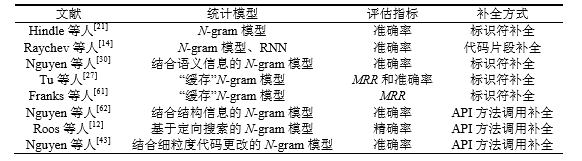 文献 统计模型 评估指标 补全方式
Hindle 等人[21] N-gram 模型 准确率 标识符补全
Raychev 等人[14] N-gram 模型、RNN 准确率 代码片段补全
Nguyen 等人[30] 结合语义信息的 N-gram 模型 准确率 标识符补全
Tu 等人[27] “缓存”N-gram 模型 MRR 和准确率 标识符补全
Franks 等人[61] “缓存”N-gram 模型 MRR 标识符补全
Nguyen 等人[62] 结合结构信息的 N-gram 模型 准确率 API 方法调用补全
Roos 等人[12] 基于定向搜索的 N-gram 模型 精确率 API 方法调用补全
Nguyen 等人[43] 结合细粒度代码更改的 N-gram 模型 准确率 API 方法调用补全